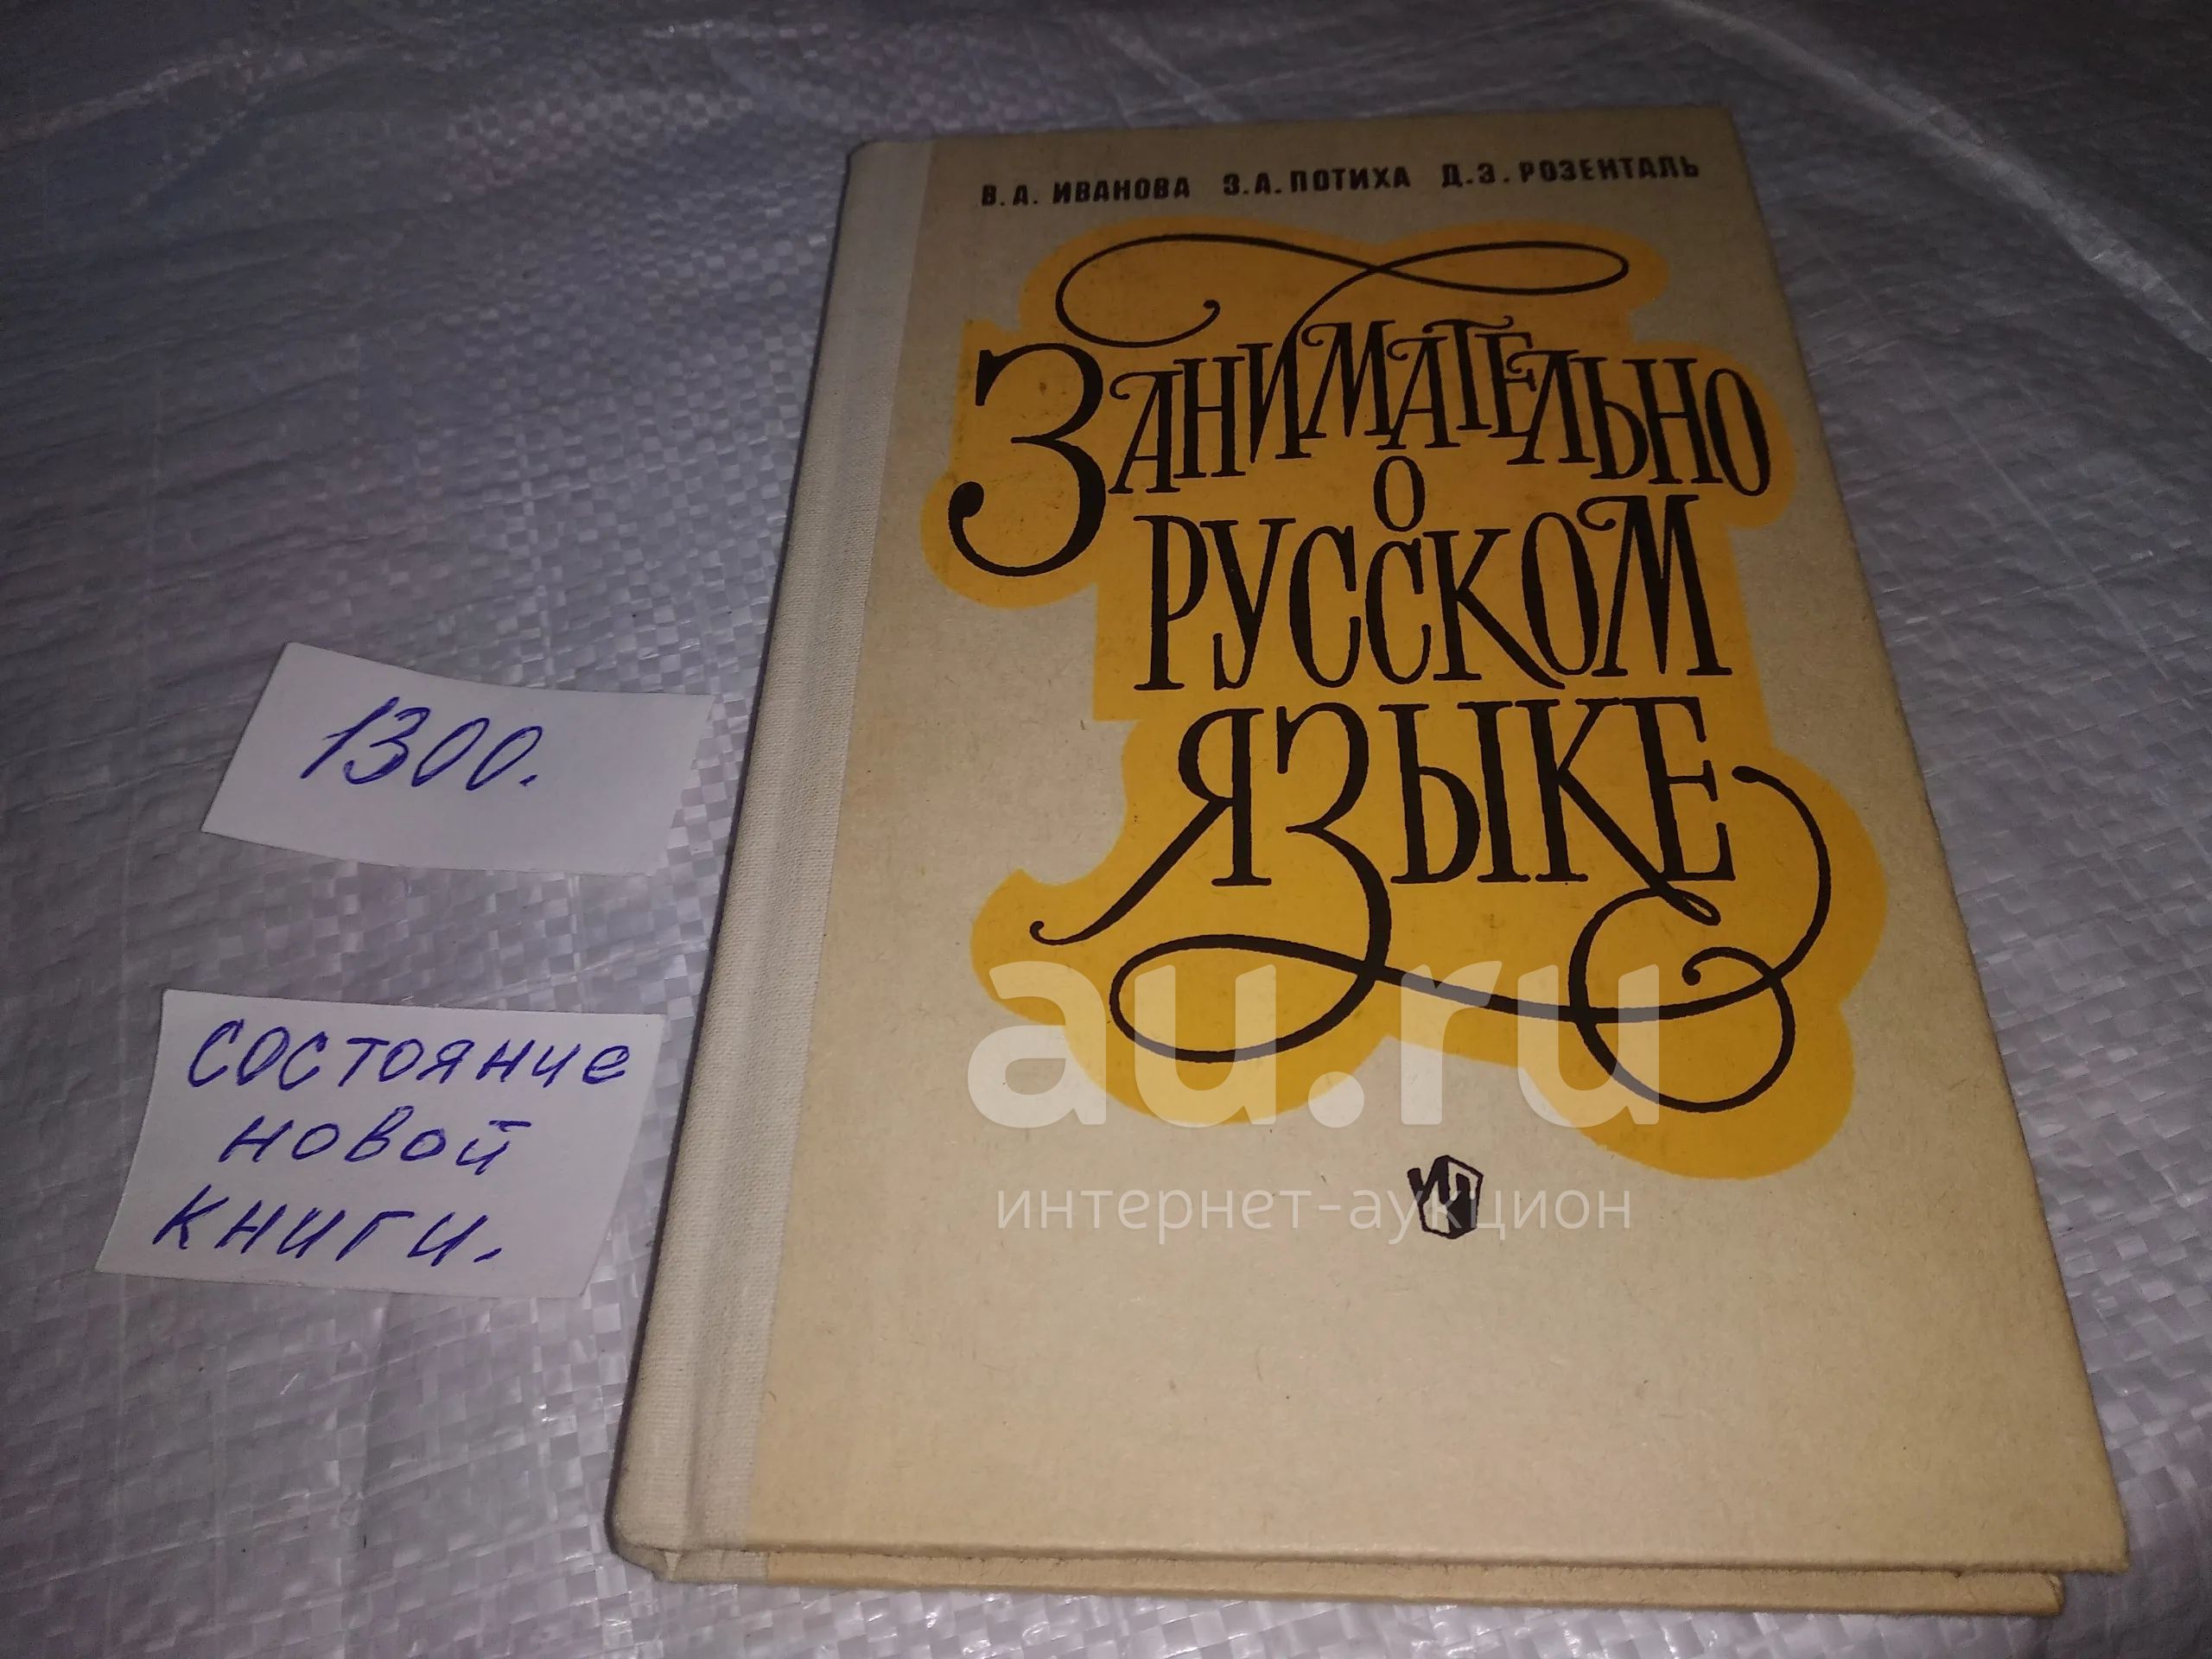 В.А. ИВАНОВА З.А. ПОТИХА Д.Э. РОЗЕНТАЛЬ
ЗАНИМАТЕЛЬНО
О
РУССКОМ
ЯЗЫКЕ
1300.
СОСТОЯНИЕ
НОВОЙ
КНИГИ.
au.ru
интернет-аукцион